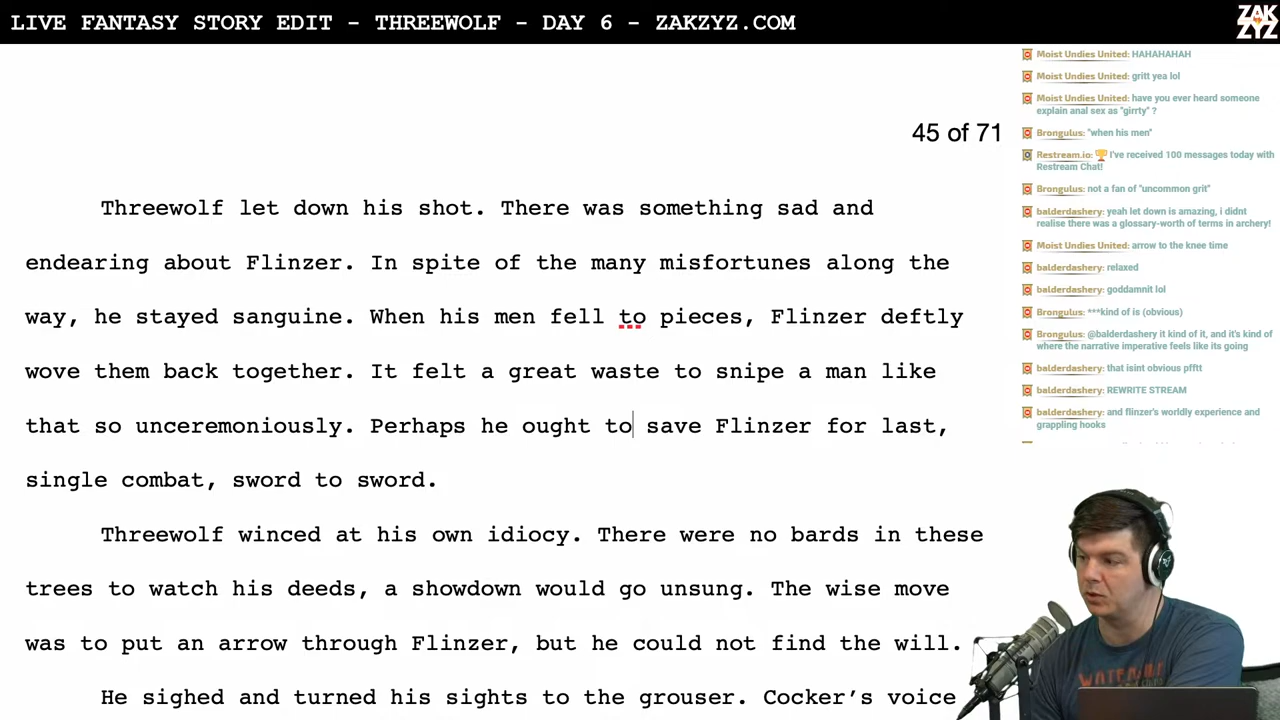 LIVE FANTASY STORY EDIT - THREEWOLF - DAY 6 - ZAKZYZ.COM
ZAK
ZYZ
45 of 71
Threewolf let down his shot. There was something sad and
endearing about Flinzer. In spite of the many misfortunes along the
way, he stayed sanguine. When his men fell to pieces, Flinzer deftly
wove them back together. It felt a great waste to snipe a man like
that so unceremoniously. Perhaps he ought to save Flinzer for last,
single combat, sword to sword.
Threewolf winced at his own idiocy. There were no bards in these
trees to watch his deeds, a showdown would go unsung. The wise move
was to put an arrow through Flinzer, but he could not find the will.
He sighed and turned his sights to the grouser. Cocker’s voice
Moist Undies United: HAHAHAHAH
Moist Undies United: gritt yea lol
Moist Undies United: have you ever heard someone
explain anal sex as "girrty" ?
Brongulus: "when his men"
Restream.io: 🏆 I've received 100 messages today with
Restream Chat!
Brongulus: not a fan of "uncommon grit"
balderdashery: yeah let down is amazing, i didnt
realise there was a glossary-worth of terms in archery!
Moist Undies United: arrow to the knee time
balderdashery: relaxed
balderdashery: goddamnit lol
Brongulus: ***kind of is (obvious)
Brongulus: @balderdashery it kind of it, and it's kind of
where the narrative imperative feels like its going
balderdashery: that isint obvious pfftt
balderdashery: REWRITE STREAM
balderdashery: and flinzer's worldly experience and
grappling hooks